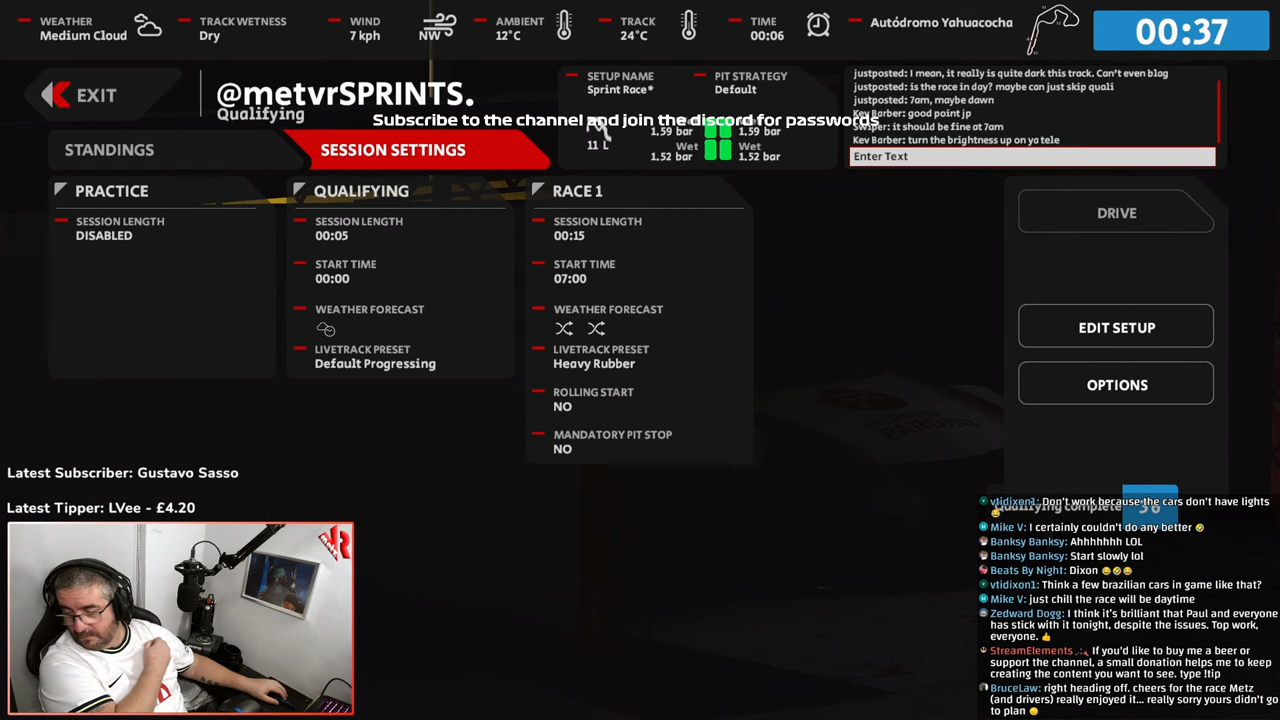 WEATHER
Medium Cloud
TRACK WETNESS
Dry
WIND
7 kph
NW
AMBIENT
12°C
TRACK
24°C
TIME
00:06
Autódromo Yahuacocha
00:37
EXIT
@metvrSPRINTS.
Qualifying
Subscribe to the channel and join the discord for passwords
SETUP NAME
Sprint Race*
PIT STRATEGY
Default
11 L
1.59 bar
1.59 bar
Wet
Wet
1.52 bar
1.52 bar
justposted: I mean, it really is quite dark this track. Can't even blag
justposted: is the race in day? maybe can just skip quali
justposted: 7am, maybe dawn
Kev Barber: good point jp
Swiper: it should be fine at 7am
Kev Barber: turn the brightness up on ya tele
Enter Text
STANDINGS
SESSION SETTINGS
PRACTICE
SESSION LENGTH
DISABLED
QUALIFYING
SESSION LENGTH
00:05
START TIME
00:00
WEATHER FORECAST
LIVETRACK PRESET
Default Progressing
RACE 1
SESSION LENGTH
00:15
START TIME
07:00
WEATHER FORECAST
LIVETRACK PRESET
Heavy Rubber
ROLLING START
NO
MANDATORY PIT STOP
NO
DRIVE
EDIT SETUP
OPTIONS
Qualifying complete
36
Latest Subscriber: Gustavo Sasso
Latest Tipper: LVee - £4.20
vtidixon1: Don't work because the cars don't have lights
😂
Mike V: I certainly couldn't do any better 🤣
Banksy Banksy: Ahhhhhhh LOL
Banksy Banksy: Start slowly lol
Beats By Night: Dixon 😂🤣😂
vtidixon1: Think a few brazilian cars in game like that?
Mike V: just chill the race will be daytime
Zedward Dogg: I think it's brilliant that Paul and everyone
has stick with it tonight, despite the issues. Top work,
everyone. 👍
StreamElements: If you'd like to buy me a beer or
support the channel, a small donation helps me to keep
creating the content you want to see. type !tip
BruceLaw: right heading off. cheers for the race Metz
(and drivers) really enjoyed it... really sorry yours didn't go
to plan 😞